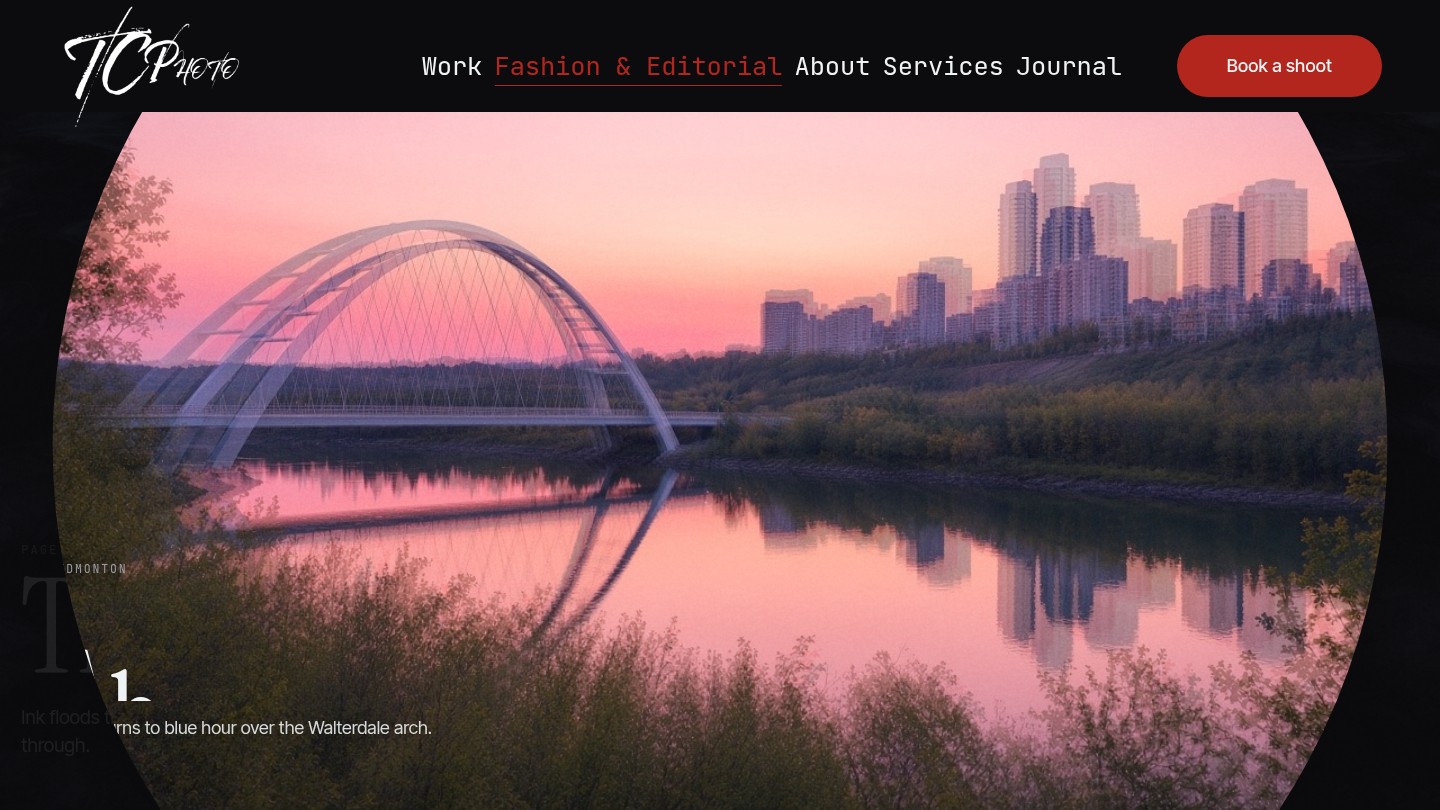 TCPHOTO
Work Fashion & Editorial About Services Journal
Book a shoot
PAGE
DMONTON
Ink floods
rns to blue hour over the Walterdale arch.
through.